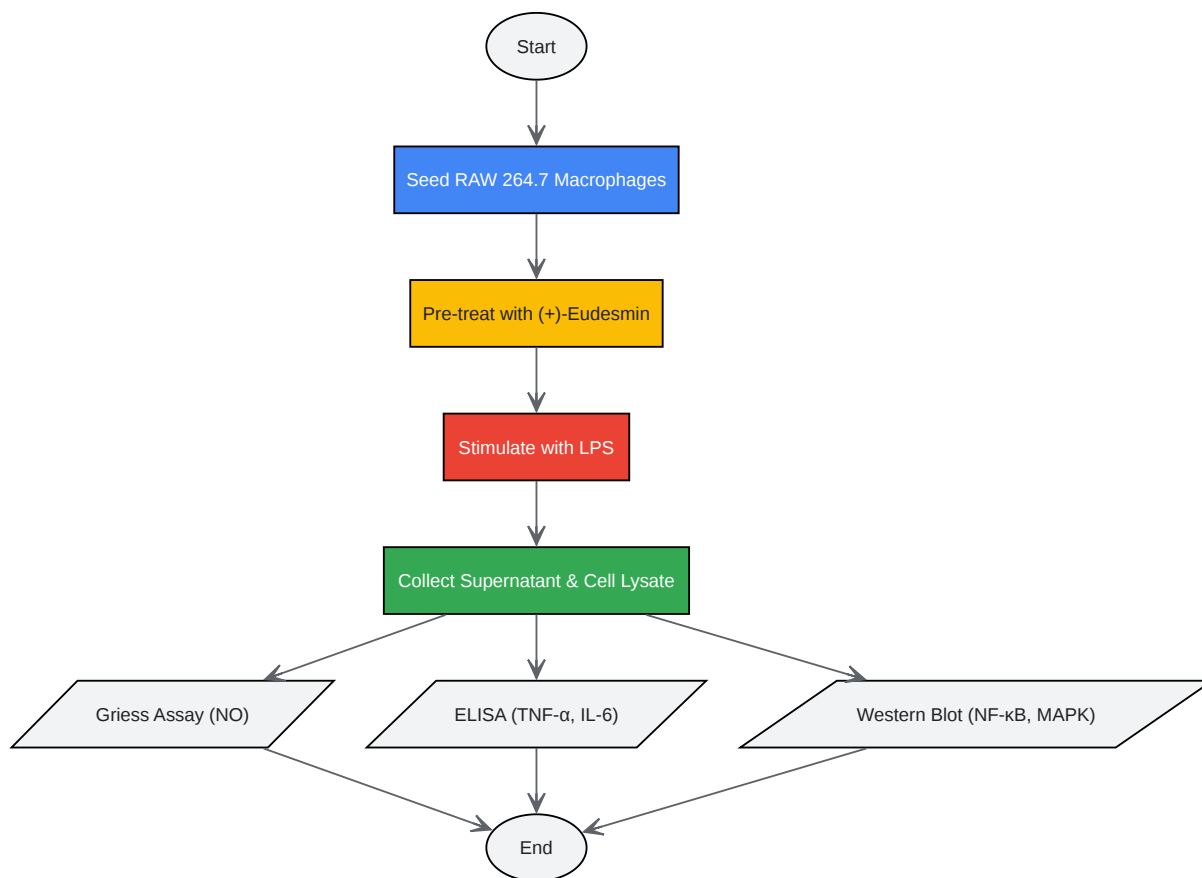 Start
Seed RAW 264.7 Macrophages
Pre-treat with (+)-Eudesmin
Stimulate with LPS
Collect Supernatant & Cell Lysate
Griess Assay (NO)
ELISA (TNF-α, IL-6)
Western Blot (NF-κB, MAPK)
End